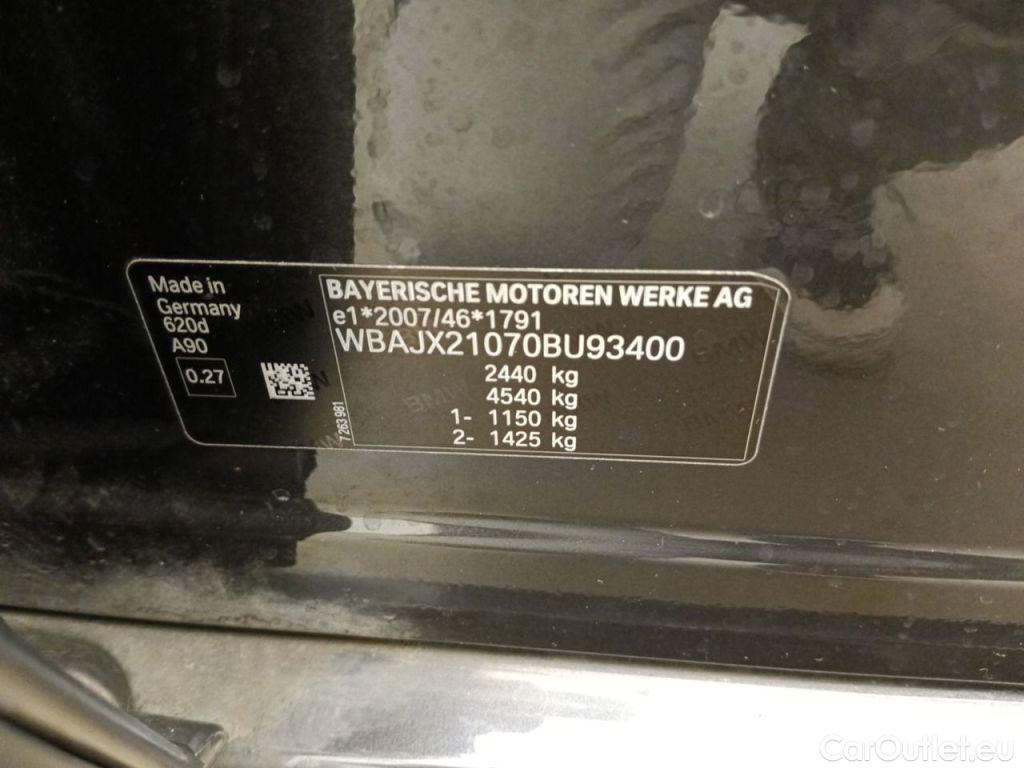 Made in
Germany
620d
A90
0.27
7 263 981
BAYERISCHE MOTOREN WERKE AG
e1*2007/46*1791
WBAJX21070BU93400
2440 kg
4540 kg
1- 1150 kg
2- 1425 kg
BMW
CarOutlet.eu